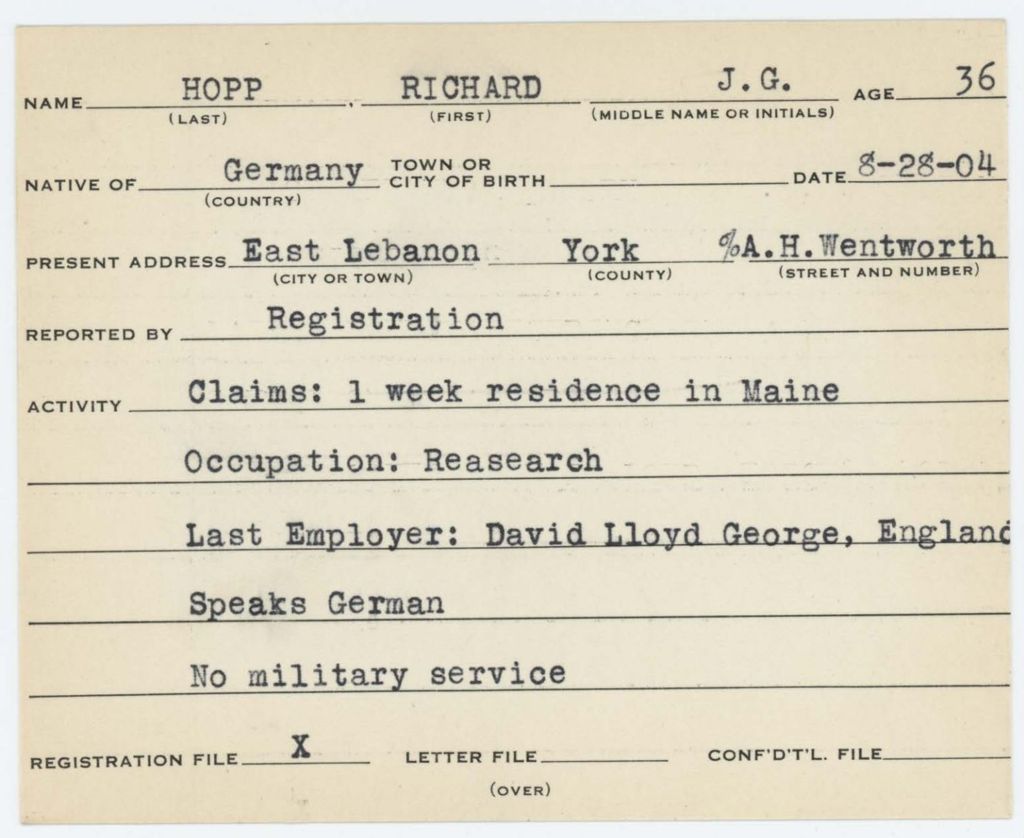 NAME HOPP RICHARD J.G. AGE 36
(LAST) (FIRST) (MIDDLE NAME OR INITIALS)
NATIVE OF Germany TOWN OR CITY OF BIRTH DATE 8-28-04
(COUNTRY)
PRESENT ADDRESS East Lebanon York %A.H.Wentworth
(CITY OR TOWN) (COUNTY) (STREET AND NUMBER)
REPORTED BY Registration
ACTIVITY Claims: 1 week residence in Maine
Occupation: Reasearch
Last Employer: David Lloyd George, England
Speaks German
No military service
REGISTRATION FILE X LETTER FILE CONF'D'T'L. FILE
(OVER)